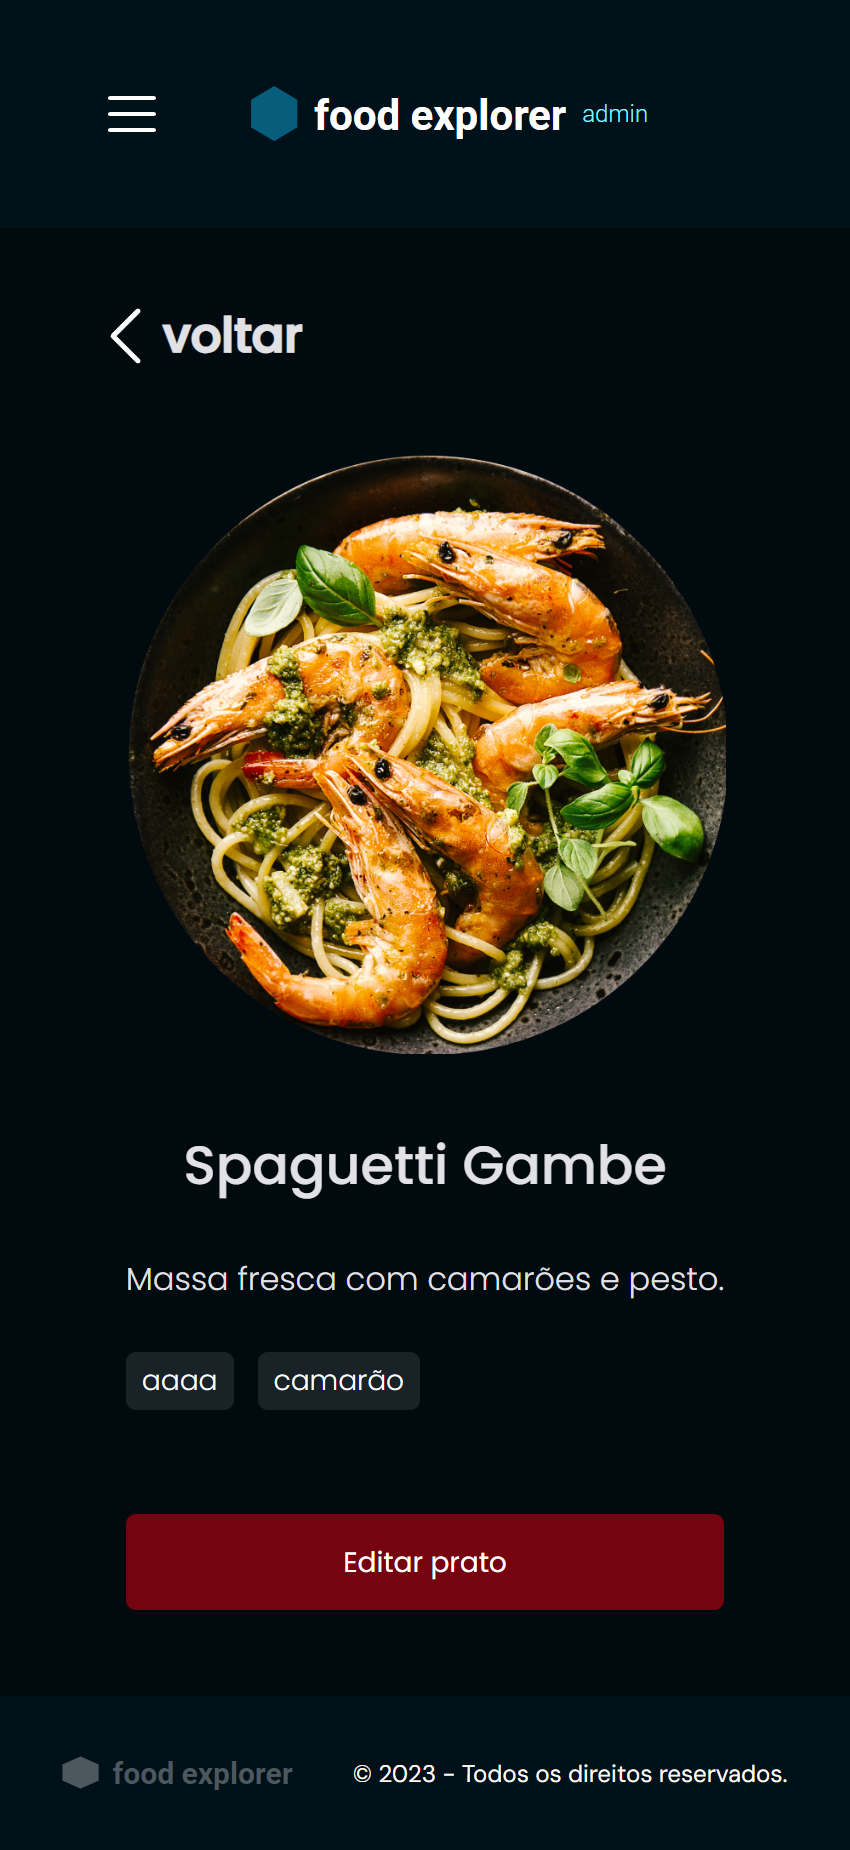 food explorer admin
voltar
Spaguetti Gambe
Massa fresca com camarões e pesto.
aaaa camarão
Editar prato
food explorer © 2023 - Todos os direitos reservados.